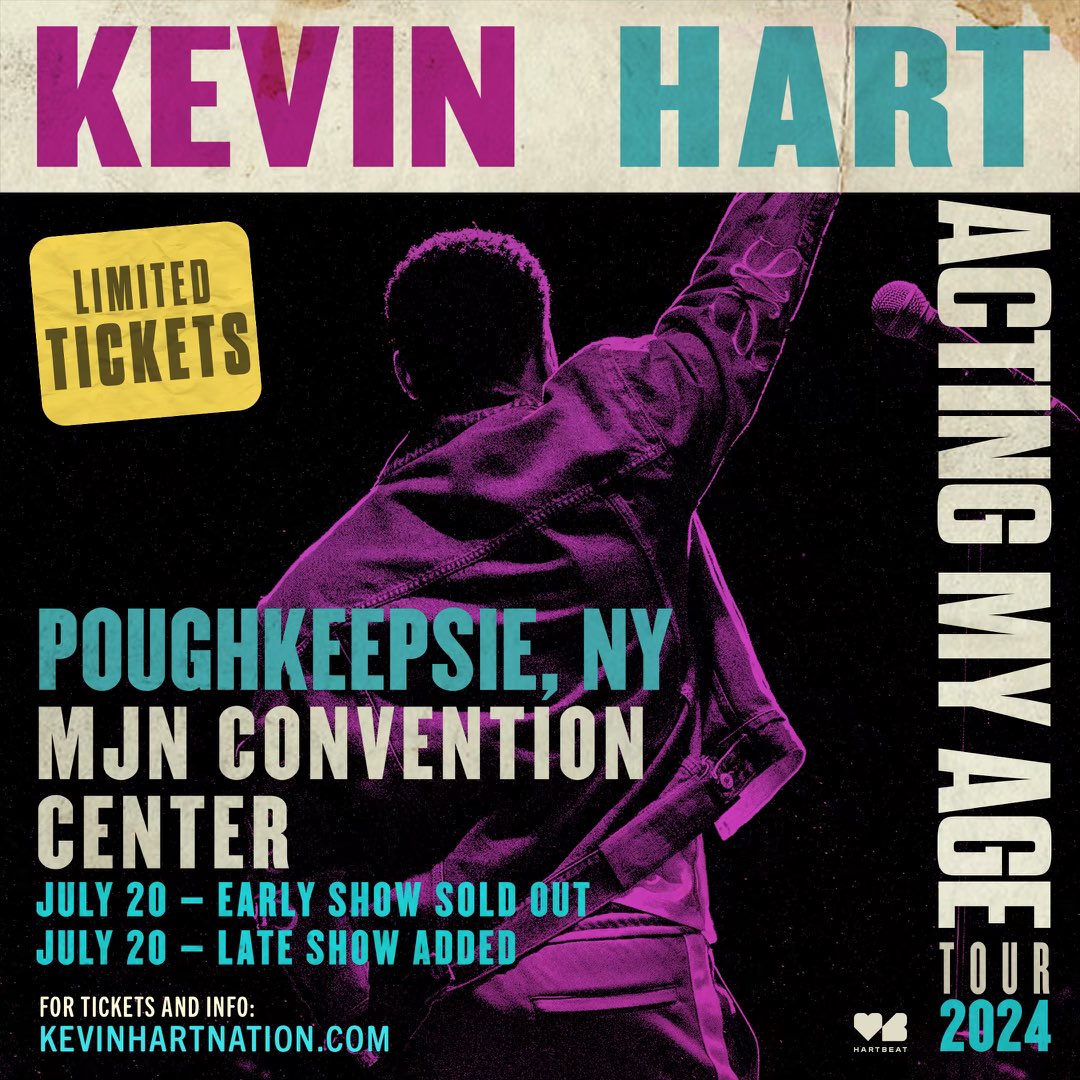 KEVIN HART
LIMITED
TICKETS
ACTING MY AGE
TOUR
2024
POUGHKEEPSIE, NY
MJN CONVENTION
CENTER
JULY 20 – EARLY SHOW SOLD OUT
JULY 20 – LATE SHOW ADDED
FOR TICKETS AND INFO:
KEVINHARTNATION.COM
HARTBEAT